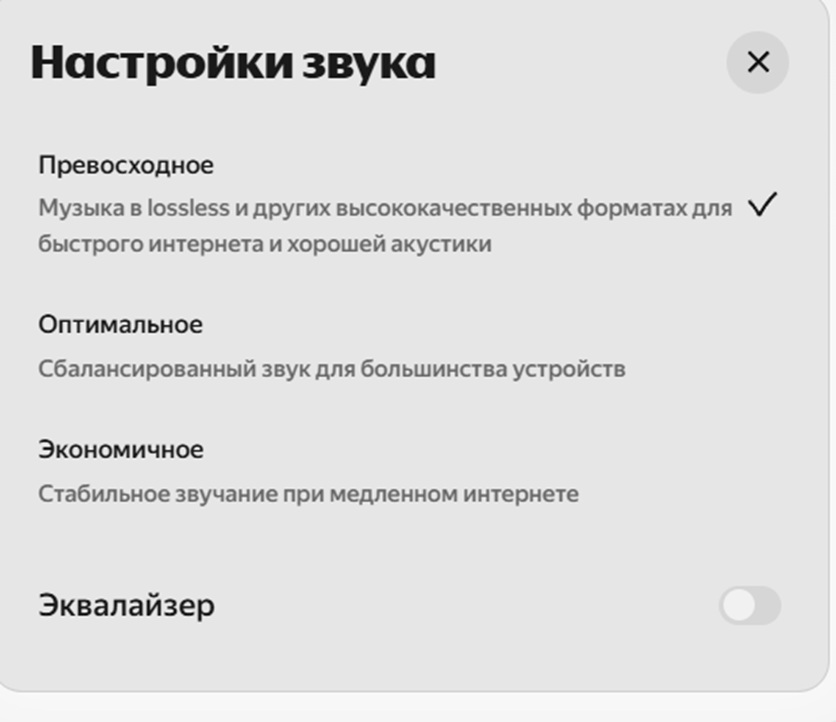 Настройки звука
Превосходное
Музыка в lossless и других высококачественных форматах для
быстрого интернета и хорошей акустики
Оптимальное
Сбалансированный звук для большинства устройств
Экономичное
Стабильное звучание при медленном интернете
Эквалайзер